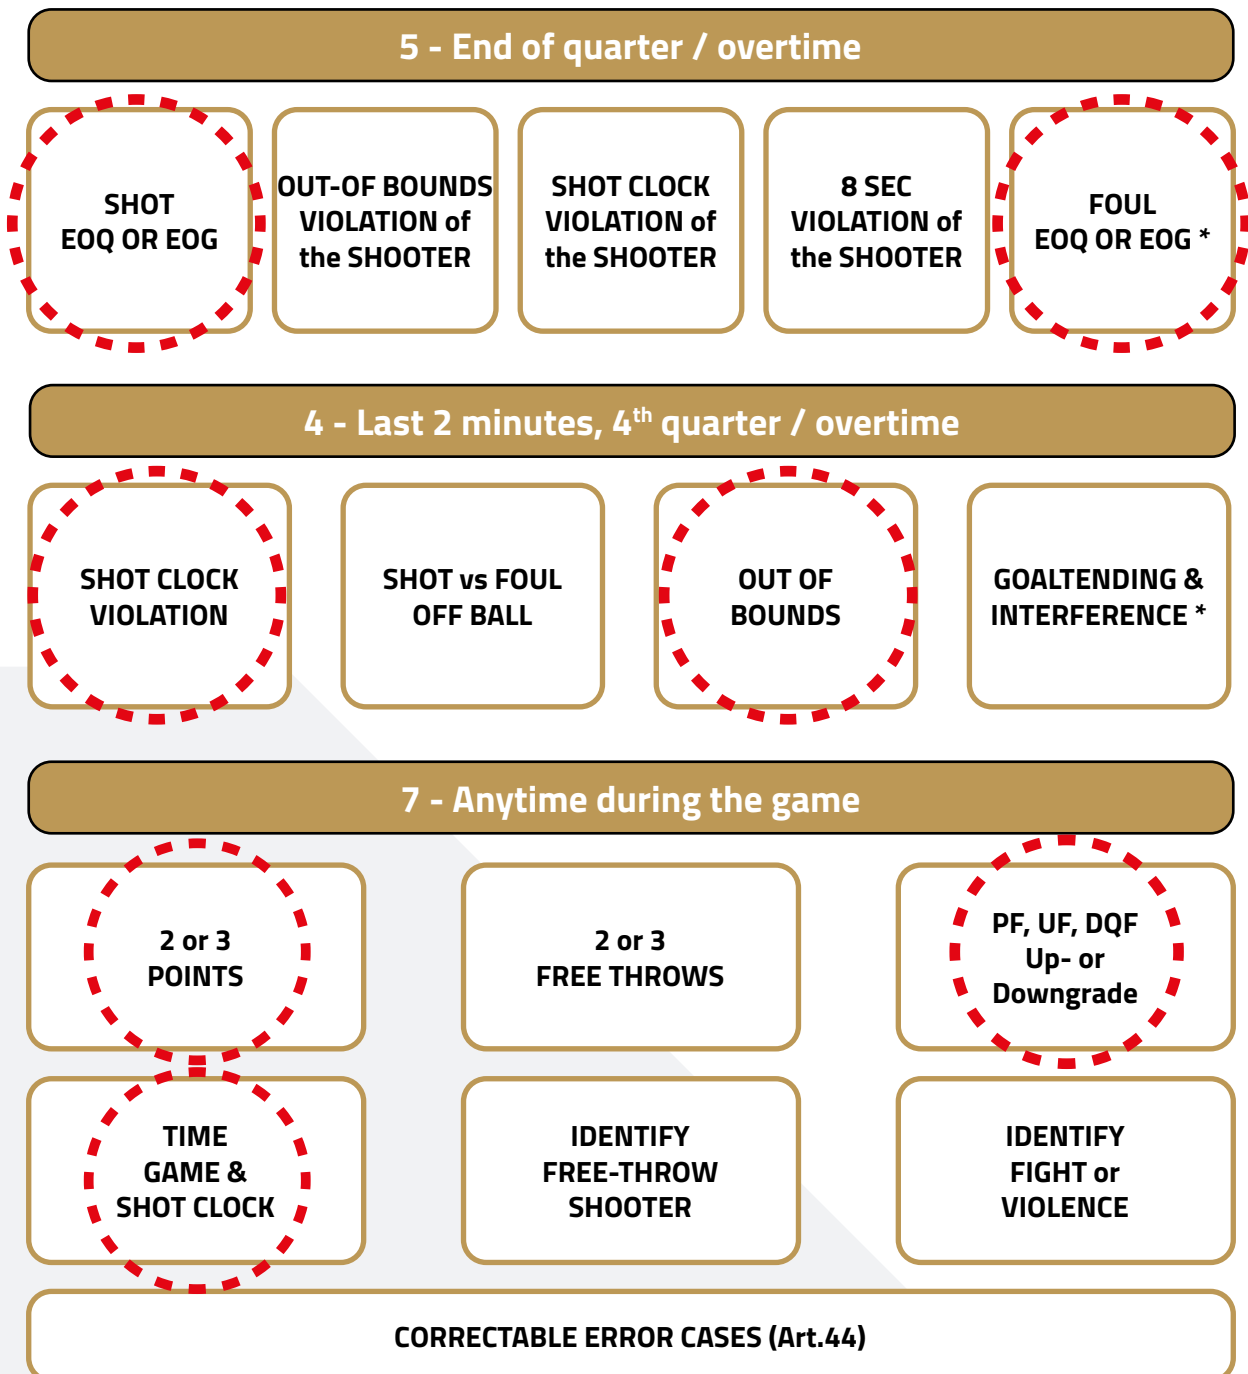 5 - End of quarter / overtime
SHOT
EOQ OR EOG
OUT-OF BOUNDS
VIOLATION of
the SHOOTER
SHOT CLOCK
VIOLATION of
the SHOOTER
8 SEC
VIOLATION of
the SHOOTER
FOUL
EOQ OR EOG *
4 - Last 2 minutes, 4th quarter / overtime
SHOT CLOCK
VIOLATION
SHOT vs FOUL
OFF BALL
OUT OF
BOUNDS
GOALTENDING &
INTERFERENCE *
7 - Anytime during the game
2 or 3
POINTS
2 or 3
FREE THROWS
PF, UF, DQF
Up- or
Downgrade
TIME
GAME &
SHOT CLOCK
IDENTIFY
FREE-THROW
SHOOTER
IDENTIFY
FIGHT or
VIOLENCE
CORRECTABLE ERROR CASES (Art.44)